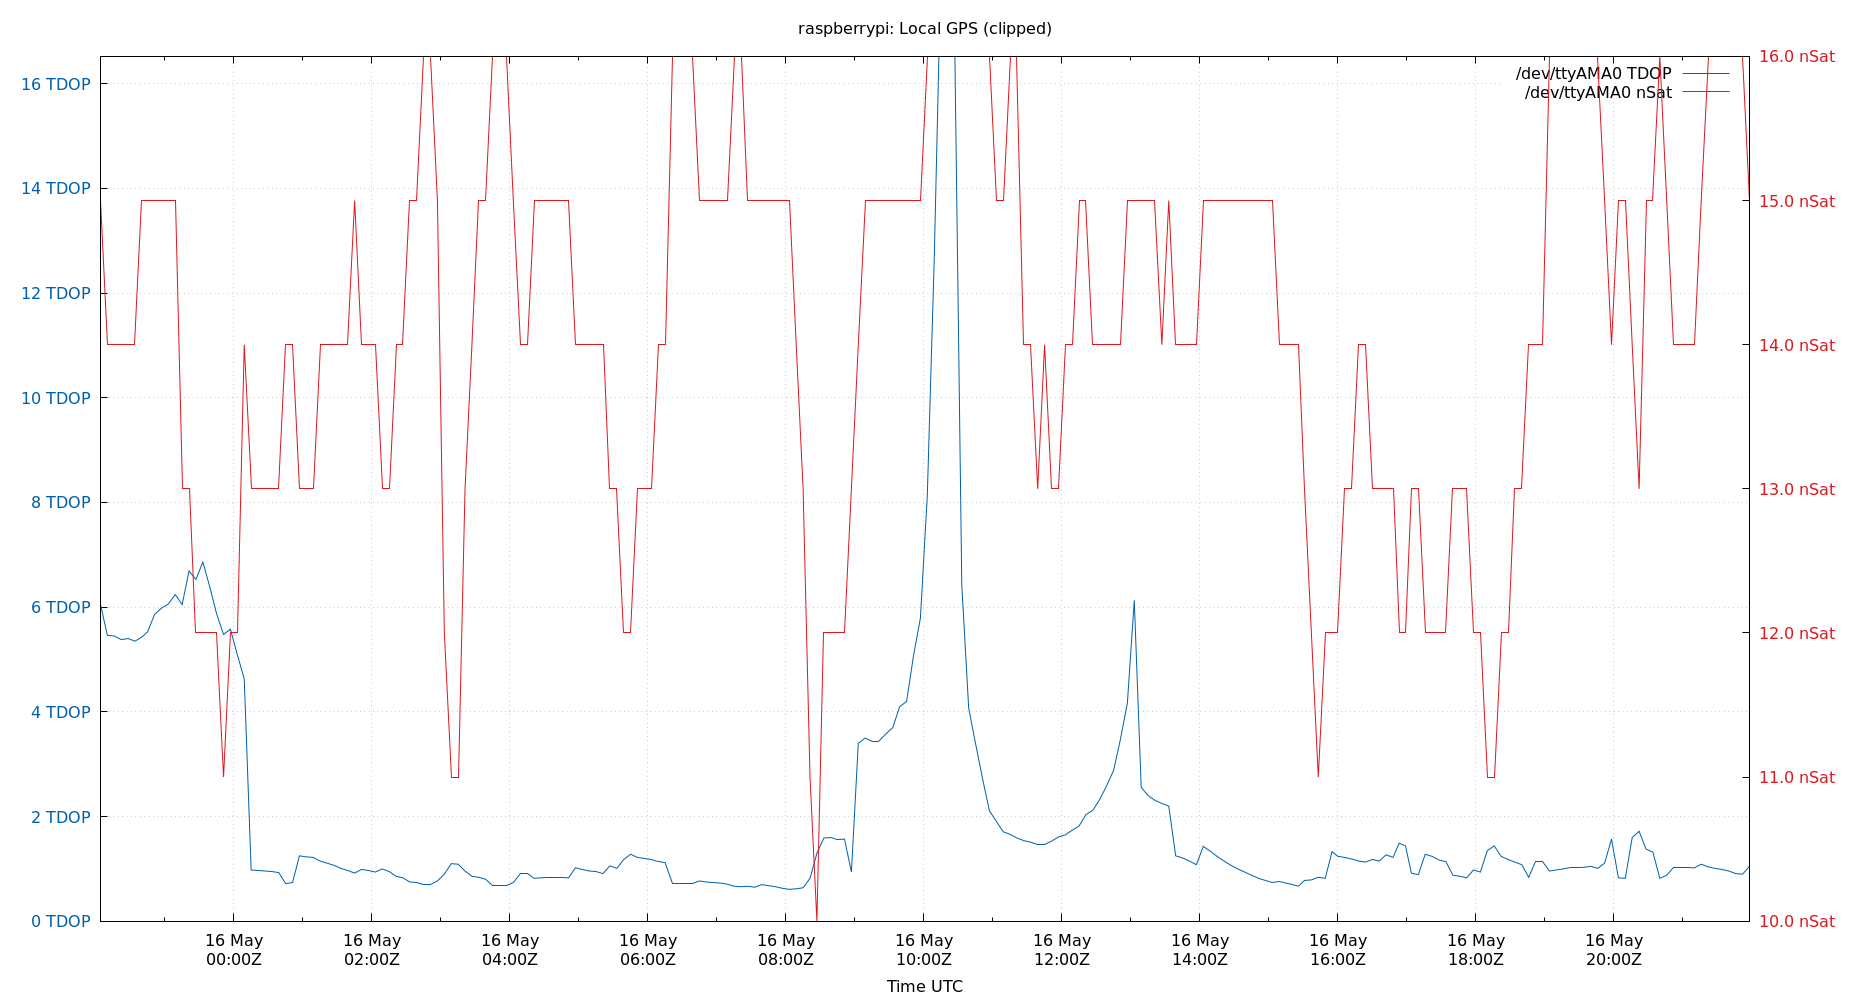 raspberrypi: Local GPS (clipped)
16 TDOP
14 TDOP
12 TDOP
10 TDOP
8 TDOP
6 TDOP
4 TDOP
2 TDOP
0 TDOP
/dev/ttyAMA0 TDOP
/dev/ttyAMA0 nSat
16.0 nSat
15.0 nSat
14.0 nSat
13.0 nSat
12.0 nSat
11.0 nSat
10.0 nSat
16 May 16 May 16 May 16 May 16 May 16 May 16 May 16 May 16 May 16 May 16 May
00:00Z 02:00Z 04:00Z 06:00Z 08:00Z 10:00Z 12:00Z 14:00Z 16:00Z 18:00Z 20:00Z
Time UTC